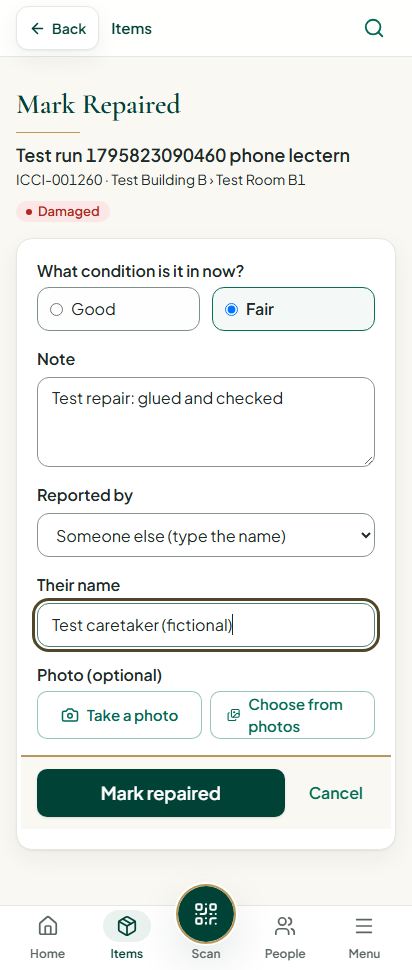 Back
Items
Mark Repaired
Test run 1795823090460 phone lectern
ICCI-001260 · Test Building B › Test Room B1
Damaged
What condition is it in now?
Good
Fair
Note
Test repair: glued and checked
Reported by
Someone else (type the name)
Their name
Test caretaker (fictional)
Photo (optional)
Take a photo
Choose from
photos
Mark repaired
Cancel
Home
Items
Scan
People
Menu